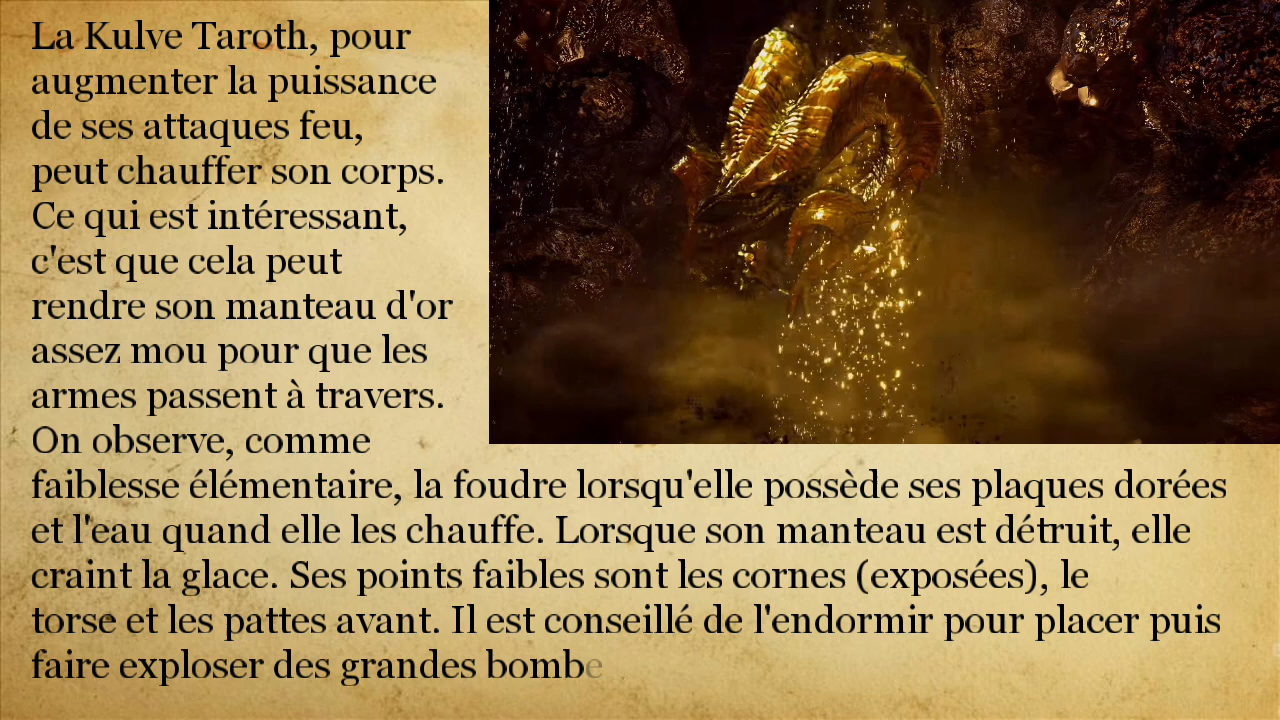 La Kulve Taroth, pour
augmenter la puissance
de ses attaques feu,
peut chauffer son corps.
Ce qui est intéressant,
c'est que cela peut
rendre son manteau d'or
assez mou pour que les
armes passent à travers.
On observe, comme
faiblesse élémentaire, la foudre lorsqu'elle possède ses plaques dorées
et l'eau quand elle les chauffe. Lorsque son manteau est détruit, elle
craint la glace. Ses points faibles sont les cornes (exposées), le
torse et les pattes avant. Il est conseillé de l'endormir pour placer puis
faire exploser des grandes bombe